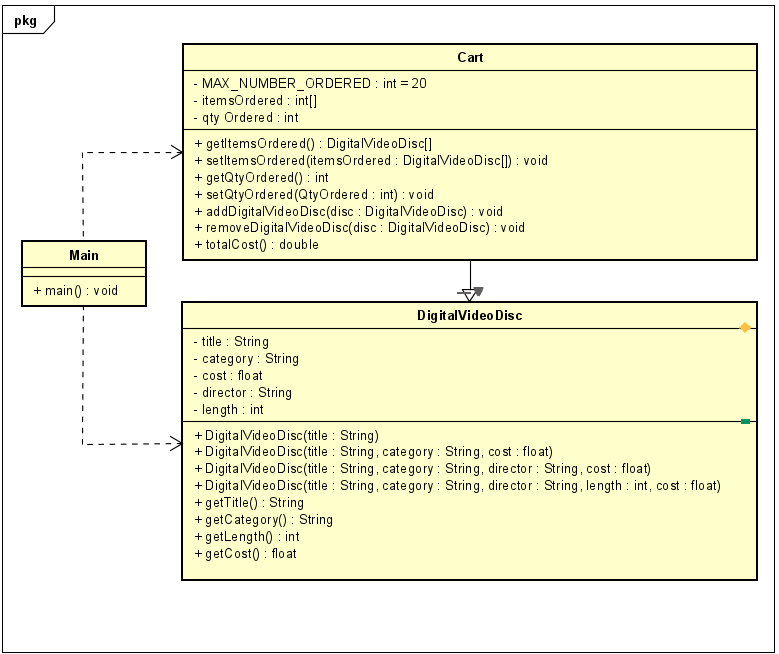 pkg
Cart
- MAX_NUMBER_ORDERED : int = 20
- itemsOrdered : int[]
- qty Ordered : int
+ getItemsOrdered() : DigitalVideoDisc[]
+ setItemsOrdered(itemsOrdered : DigitalVideoDisc[]) : void
+ getQtyOrdered() : int
+ setQtyOrdered(QtyOrdered : int) : void
+ addDigitalVideoDisc(disc : DigitalVideoDisc) : void
+ removeDigitalVideoDisc(disc : DigitalVideoDisc) : void
+ totalCost() : double
Main
+ main() : void
DigitalVideoDisc
- title : String
- category : String
- cost : float
- director : String
- length : int
+ DigitalVideoDisc(title : String)
+ DigitalVideoDisc(title : String, category : String, cost : float)
+ DigitalVideoDisc(title : String, category : String, director : String, cost : float)
+ DigitalVideoDisc(title : String, category : String, director : String, length : int, cost : float)
+ getTitle() : String
+ getCategory() : String
+ getLength() : int
+ getCost() : float